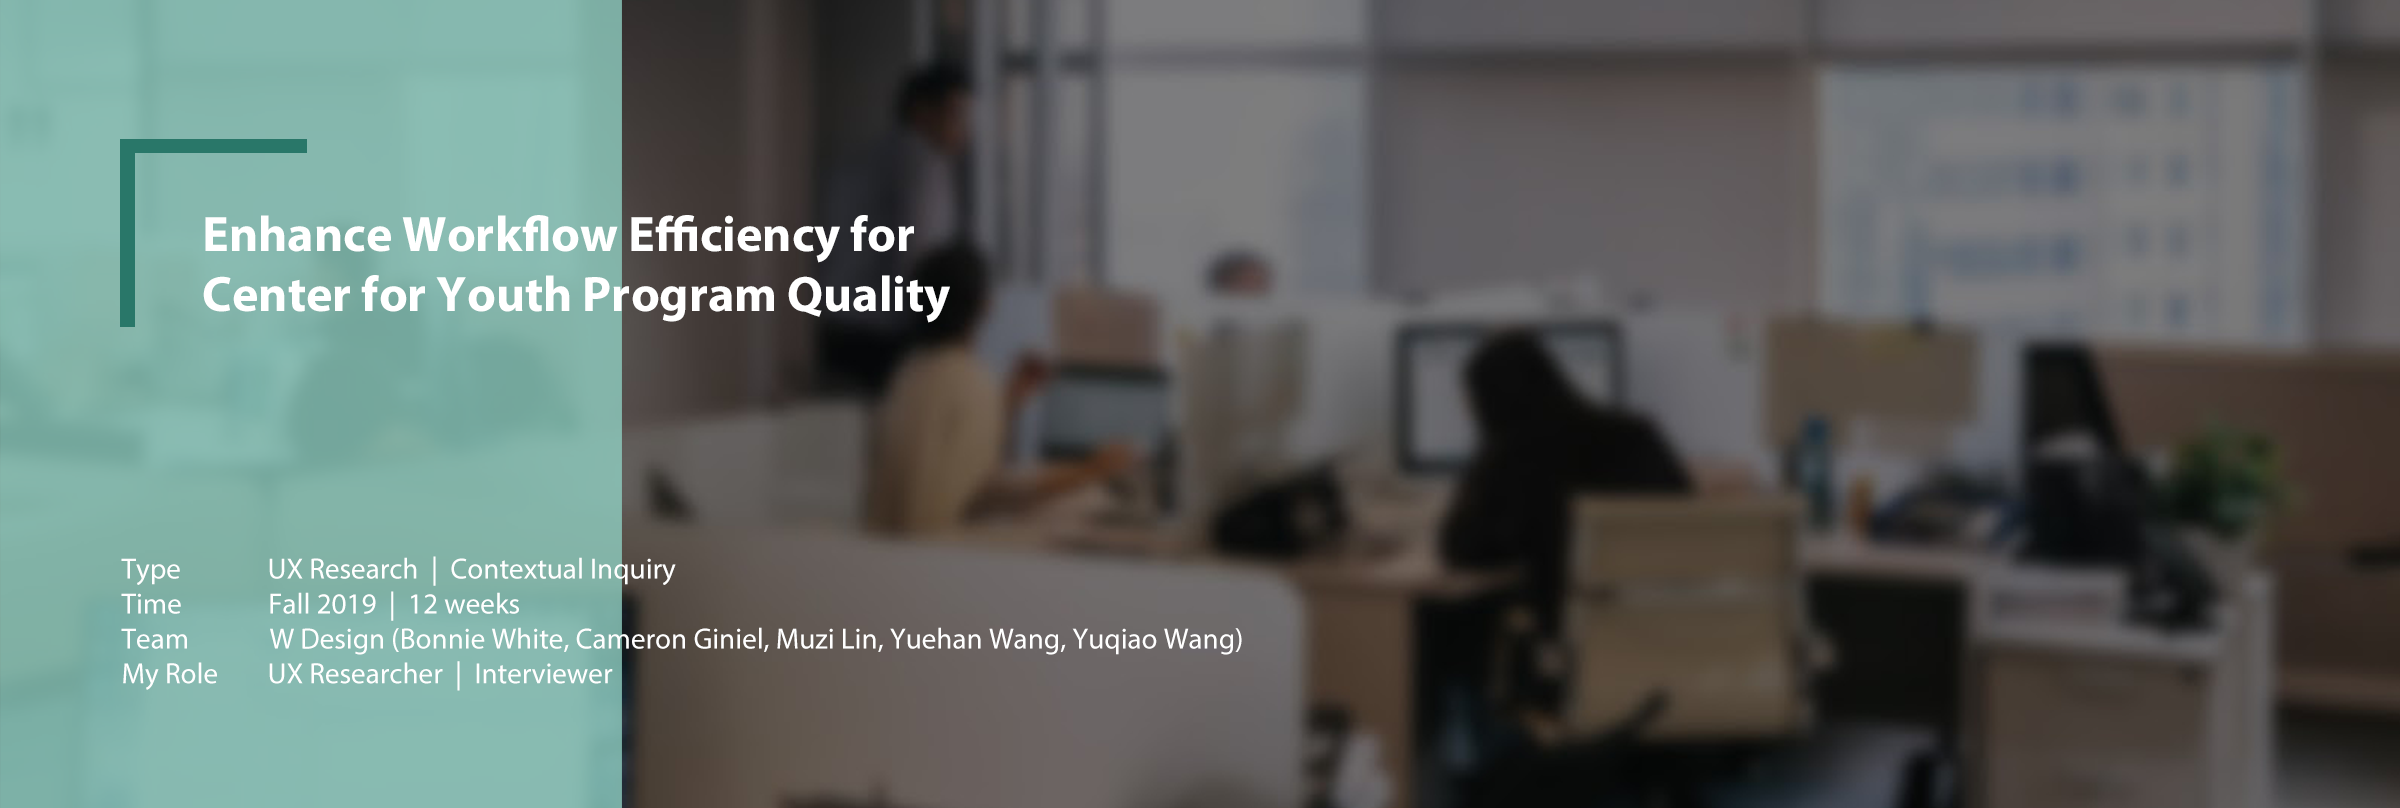 Enhance Workflow Efficiency for
Center for Youth Program Quality
Type UX Research | Contextual Inquiry
Time Fall 2019 | 12 weeks
Team W Design (Bonnie White, Cameron Giniel, Muzi Lin, Yuehan Wang, Yuqiao Wang)
My Role UX Researcher | Interviewer